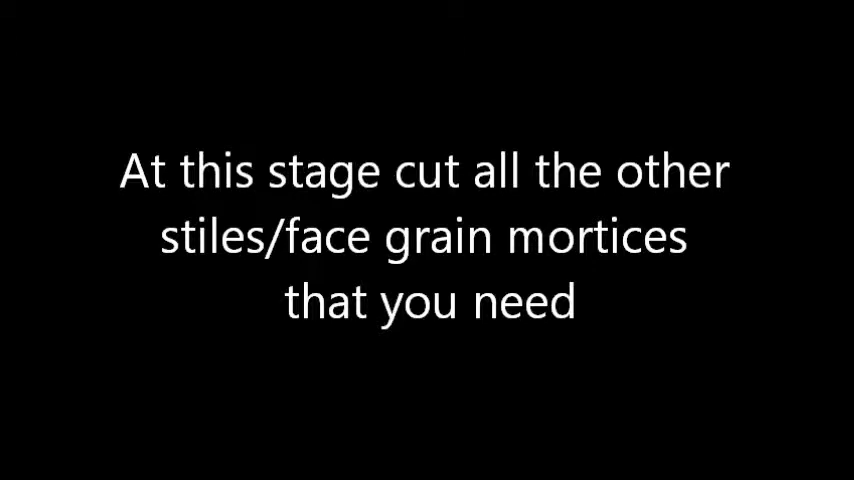 At this stage cut all the other
stiles/face grain mortices
that you need